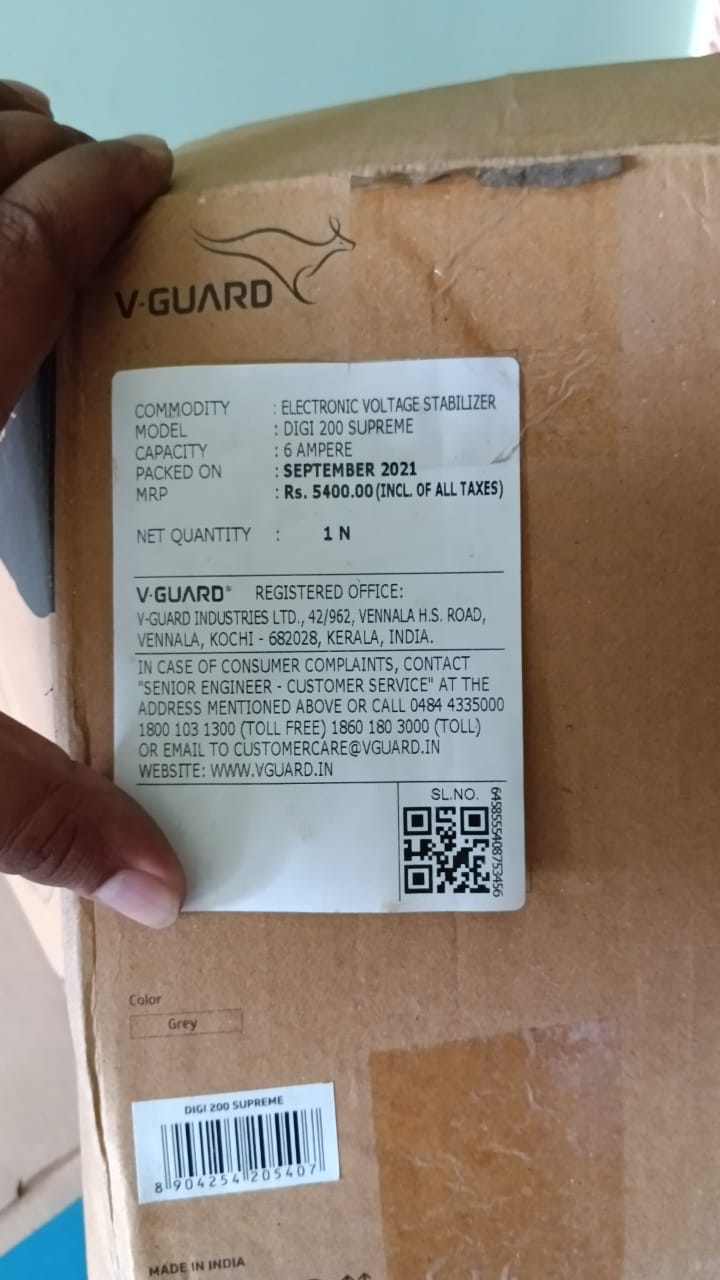 V-GUARD
COMMODITY : ELECTRONIC VOLTAGE STABILIZER
MODEL : DIGI 200 SUPREME
CAPACITY : 6 AMPERE
PACKED ON : SEPTEMBER 2021
MRP : Rs. 5400.00 (INCL. OF ALL TAXES)
NET QUANTITY : 1 N
V-GUARD® REGISTERED OFFICE:
V-GUARD INDUSTRIES LTD., 42/962, VENNALA H.S. ROAD,
VENNALA, KOCHI - 682028, KERALA, INDIA.
IN CASE OF CONSUMER COMPLAINTS, CONTACT
"SENIOR ENGINEER - CUSTOMER SERVICE" AT THE
ADDRESS MENTIONED ABOVE OR CALL 0484 4335000
1800 103 1300 (TOLL FREE) 1860 180 3000 (TOLL)
OR EMAIL TO CUSTOMERCARE@VGUARD.IN
WEBSITE: WWW.VGUARD.IN
SL.NO.
6458555408753456
Color
Grey
DIGI 200 SUPREME
8 904254 205407
MADE IN INDIA